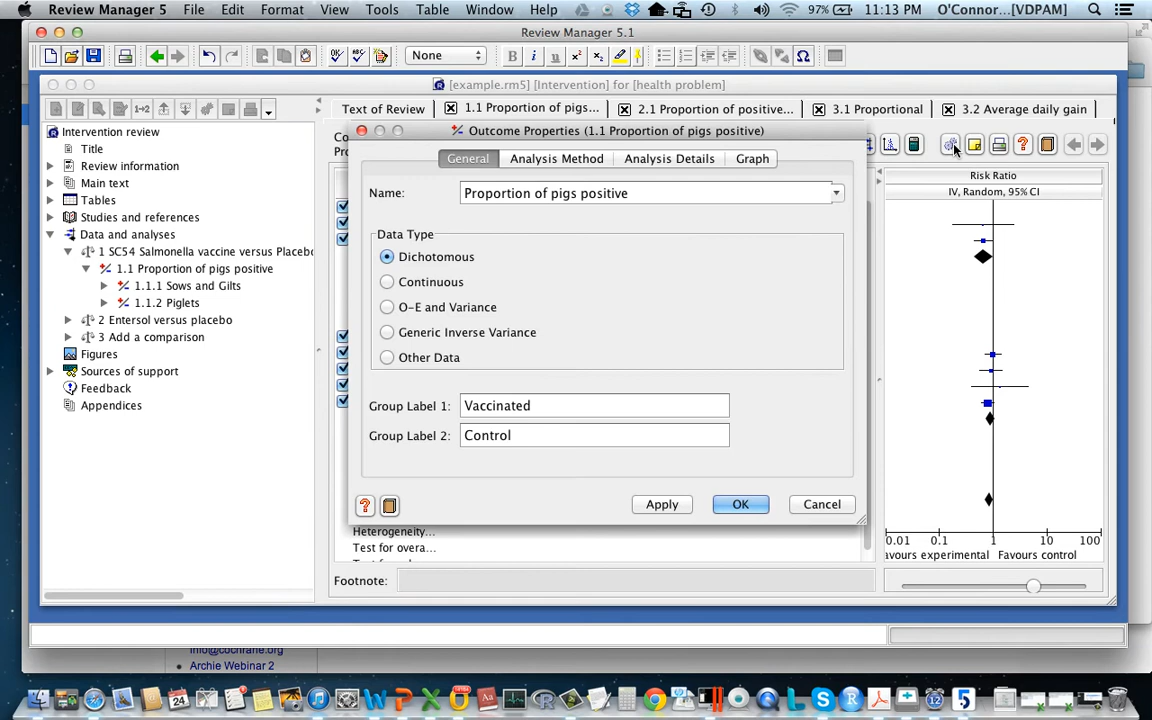 Review Manager 5.1 File Edit Format View Tools Table Window Help 97% 11:13 PM O'Connor...[VDPAM]
Review Manager 5.1
None
[example.rm5] [Intervention] for [health problem]
Text of Review 1.1 Proportion of pigs... 2.1 Proportion of positive... 3.1 Proportional 3.2 Average daily gain
Intervention review
Title
Review information
Main text
Tables
Studies and references
Data and analyses
1 SC54 Salmonella vaccine versus Placebo
1.1 Proportion of pigs positive
1.1.1 Sows and Gilts
1.1.2 Piglets
2 Entersol versus placebo
3 Add a comparison
Figures
Sources of support
Feedback
Appendices
Outcome Properties (1.1 Proportion of pigs positive)
General Analysis Method Analysis Details Graph
Name: Proportion of pigs positive
Data Type
Dichotomous
Continuous
O-E and Variance
Generic Inverse Variance
Other Data
Group Label 1: Vaccinated
Group Label 2: Control
Apply OK Cancel
Risk Ratio
IV, Random, 95% CI
0.01 0.1 1 10 100
avours experimental Favours control
Heterogeneity...
Test for overa...
Footnote:
info@cochrane.org
Archie Webinar 2